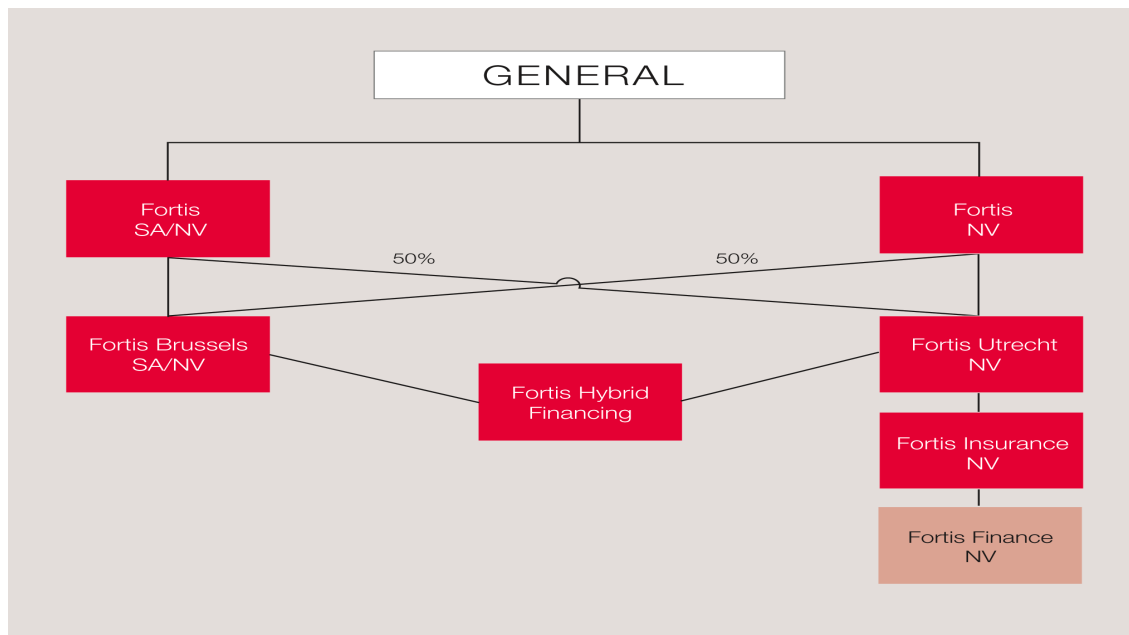 GENERAL
Fortis
SA/NV
Fortis
NV
50%
50%
Fortis Brussels
SA/NV
Fortis Utrecht
NV
Fortis Hybrid
Financing
Fortis Insurance
NV
Fortis Finance
NV